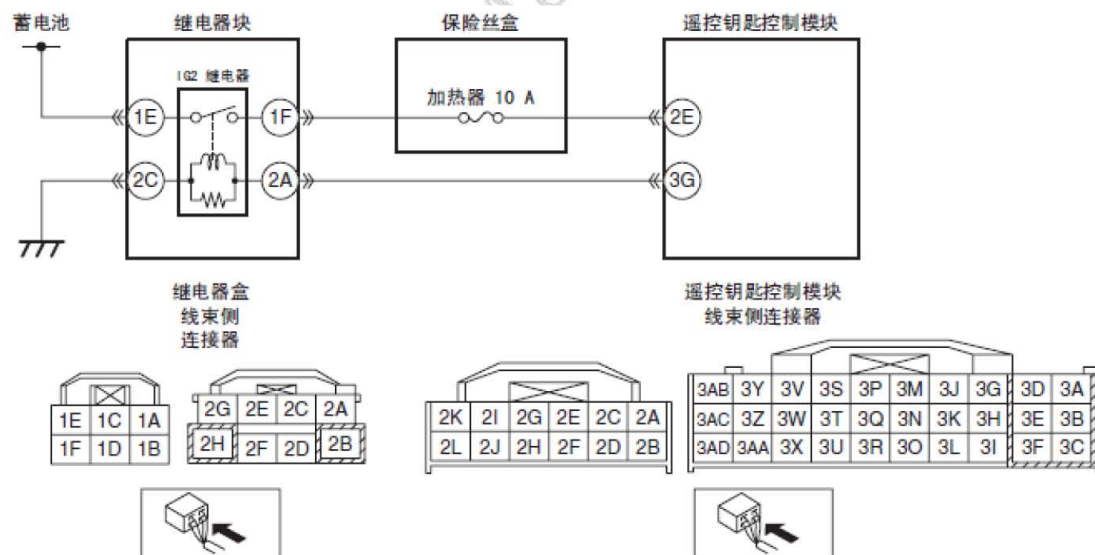 蓄电池
继电器块
保险丝盒
遥控钥匙控制模块
IG2 继电器
加热器 10 A
1E
1F
2E
2C
2A
3G
继电器盒
线束侧
连接器
遥控钥匙控制模块
线束侧连接器
1E 1C 1A
1F 1D 1B
2G 2E 2C 2A
2H 2F 2D 2B
2K 2I 2G 2E 2C 2A
2L 2J 2H 2F 2D 2B
3AB 3Y 3V 3S 3P 3M 3J 3G 3D 3A
3AC 3Z 3W 3T 3Q 3N 3K 3H 3E 3B
3AD 3AA 3X 3U 3R 3O 3L 3I 3F 3C